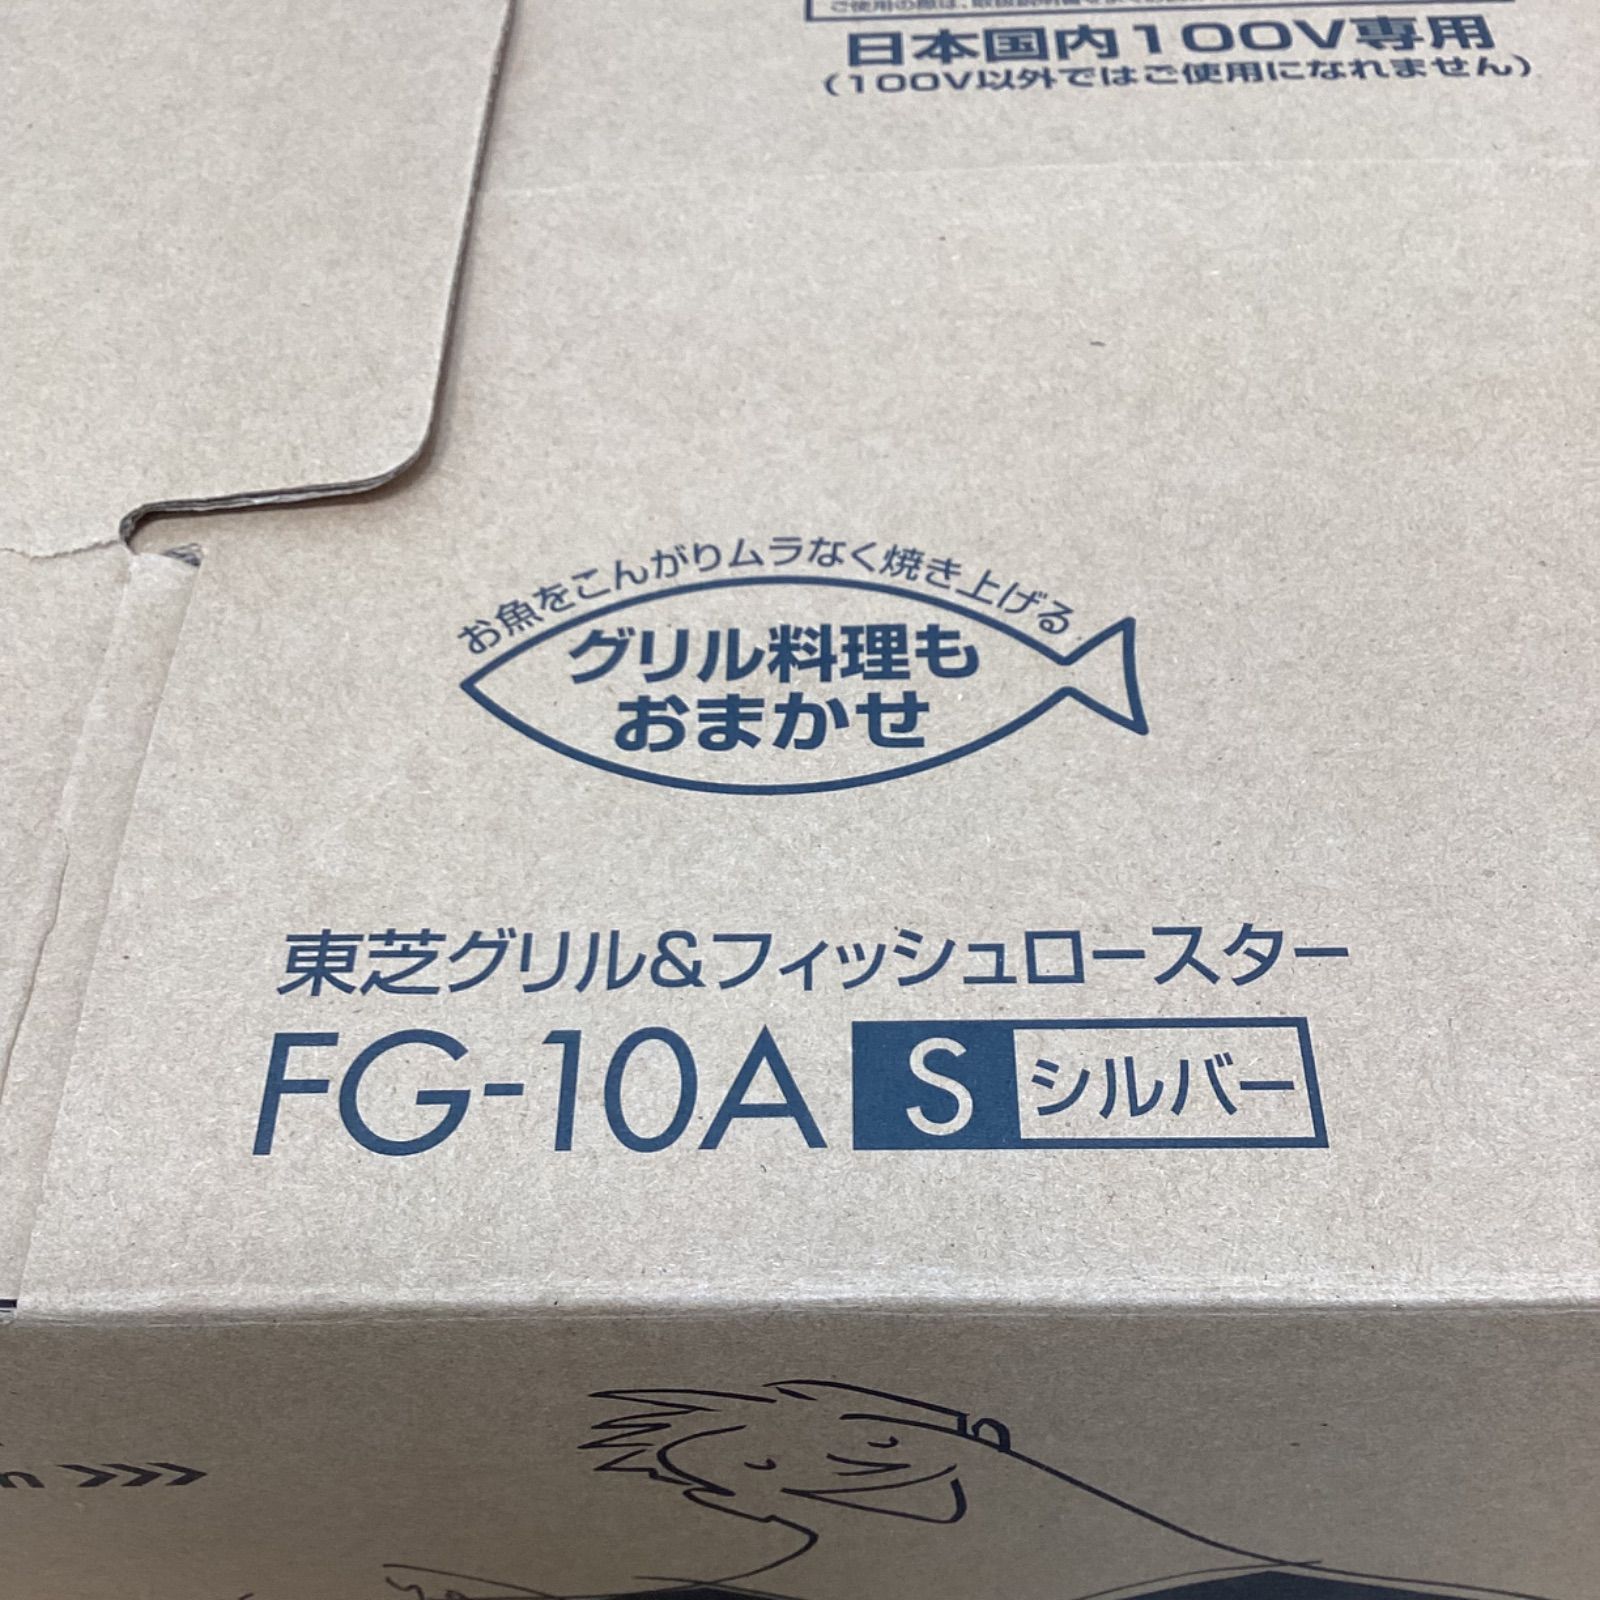 日本国内100V専用
(100V以外ではご使用になれません)
お魚をこんがりムラなく焼き上げる
グリル料理も
おまかせ
東芝グリル&フィッシュロースター
FG-10A S シルバー